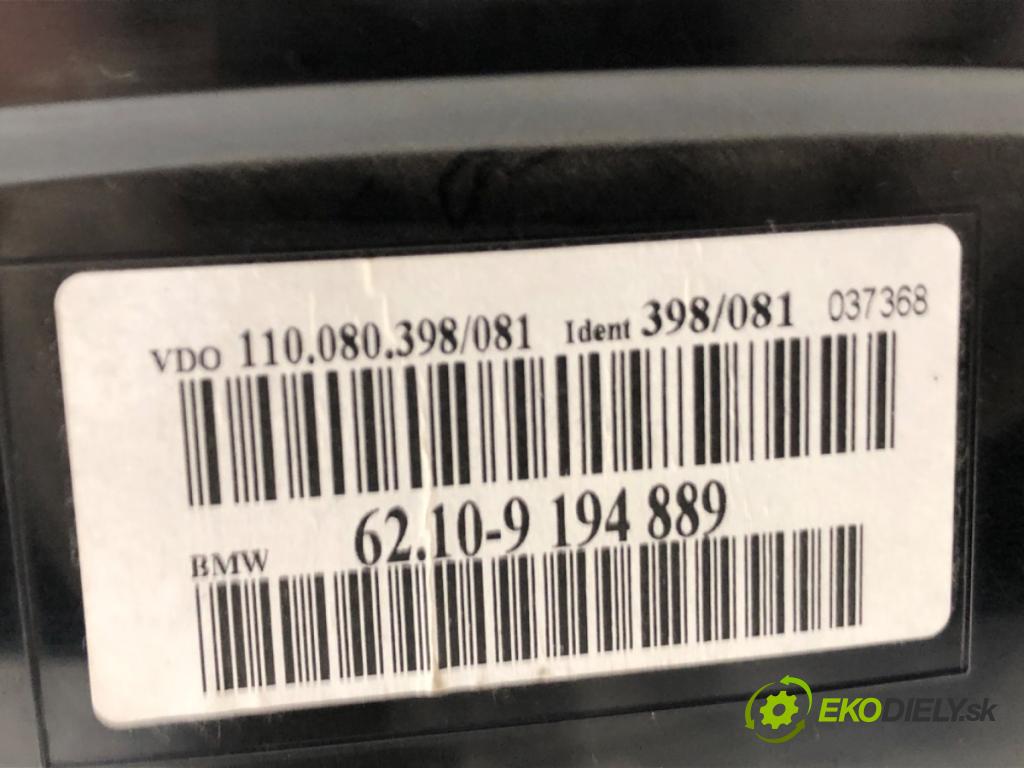 VDO 110.080.398/081 Ident 398/081 037368
BMW 62.10-9 194 889
EKODIELY.sk